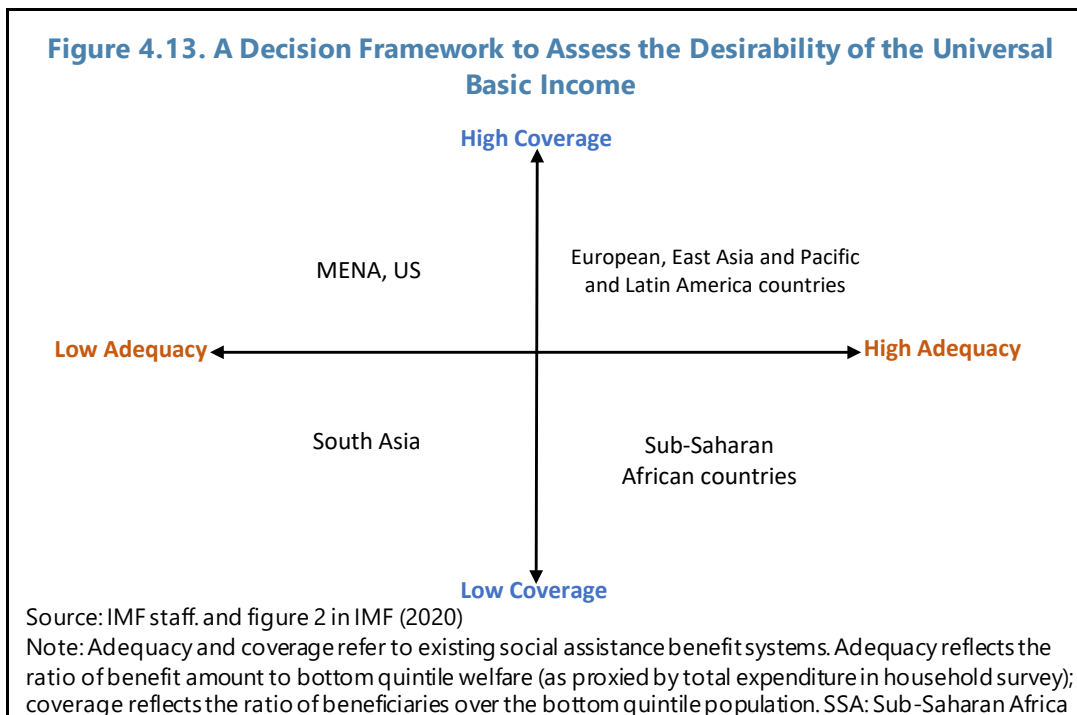 Figure 4.13. A Decision Framework to Assess the Desirability of the Universal
Basic Income
High Coverage
MENA, US
European, East Asia and Pacific
and Latin America countries
Low Adequacy
High Adequacy
South Asia
Sub-Saharan
African countries
Low Coverage
Source: IMF staff. and figure 2 in IMF (2020)
Note: Adequacy and coverage refer to existing social assistance benefit systems. Adequacy reflects the
ratio of benefit amount to bottom quintile welfare (as proxied by total expenditure in household survey);
coverage reflects the ratio of beneficiaries over the bottom quintile population. SSA: Sub-Saharan Africa